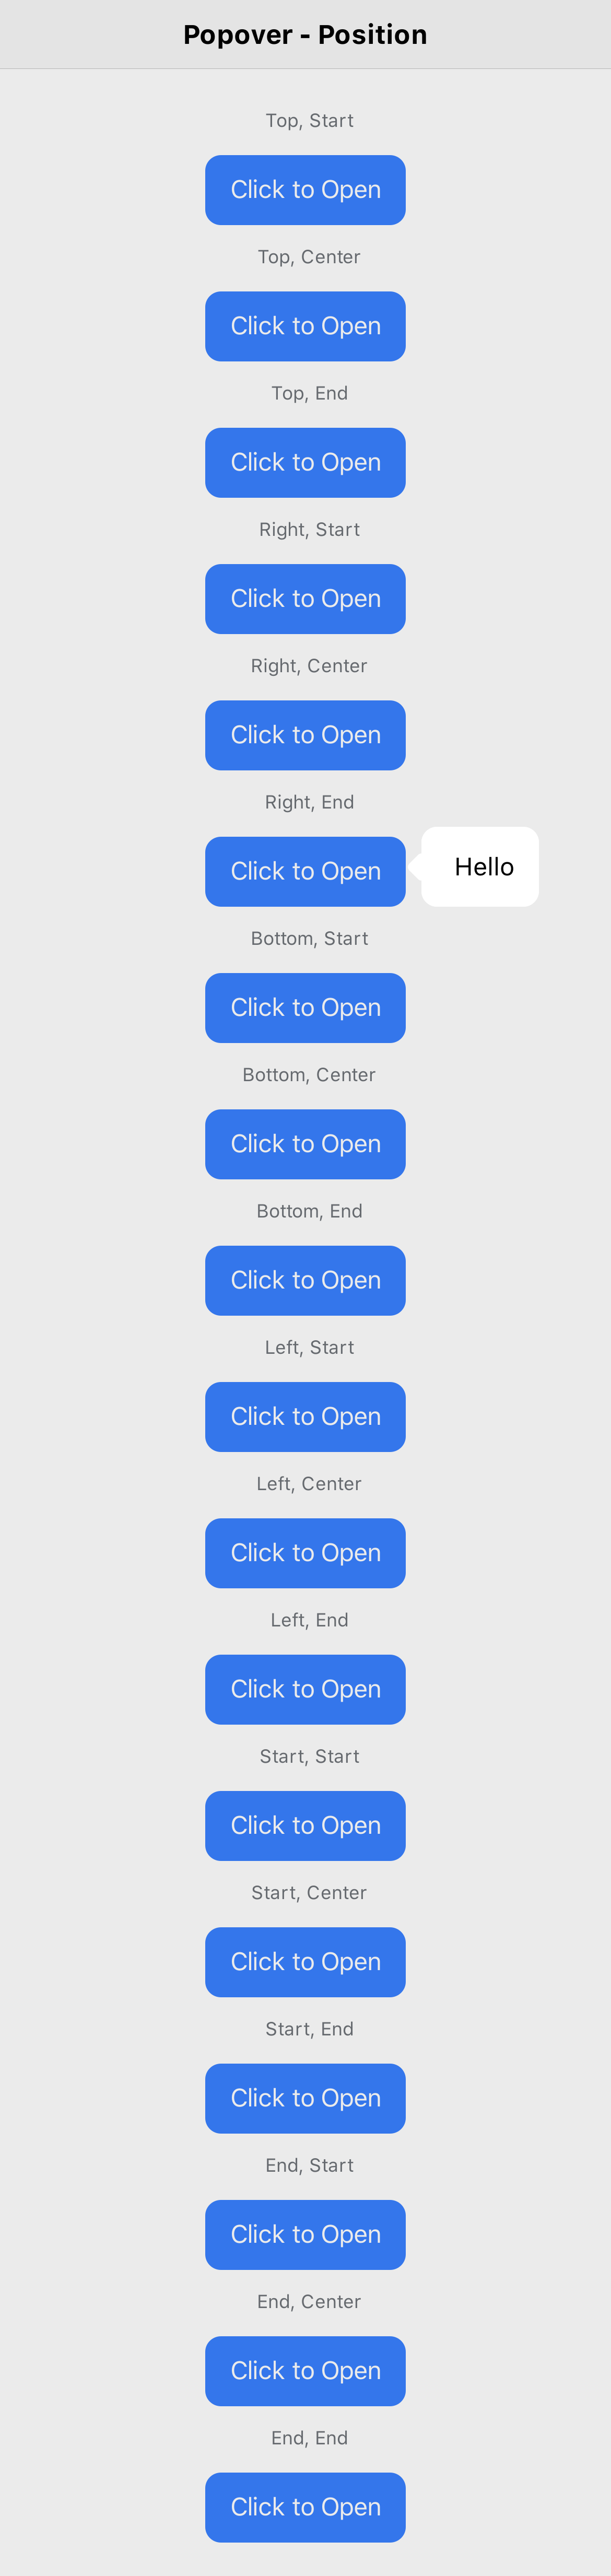 Popover - Position
Top, Start
Click to Open
Top, Center
Click to Open
Top, End
Click to Open
Right, Start
Click to Open
Right, Center
Click to Open
Right, End
Click to Open
Hello
Bottom, Start
Click to Open
Bottom, Center
Click to Open
Bottom, End
Click to Open
Left, Start
Click to Open
Left, Center
Click to Open
Left, End
Click to Open
Start, Start
Click to Open
Start, Center
Click to Open
Start, End
Click to Open
End, Start
Click to Open
End, Center
Click to Open
End, End
Click to Open